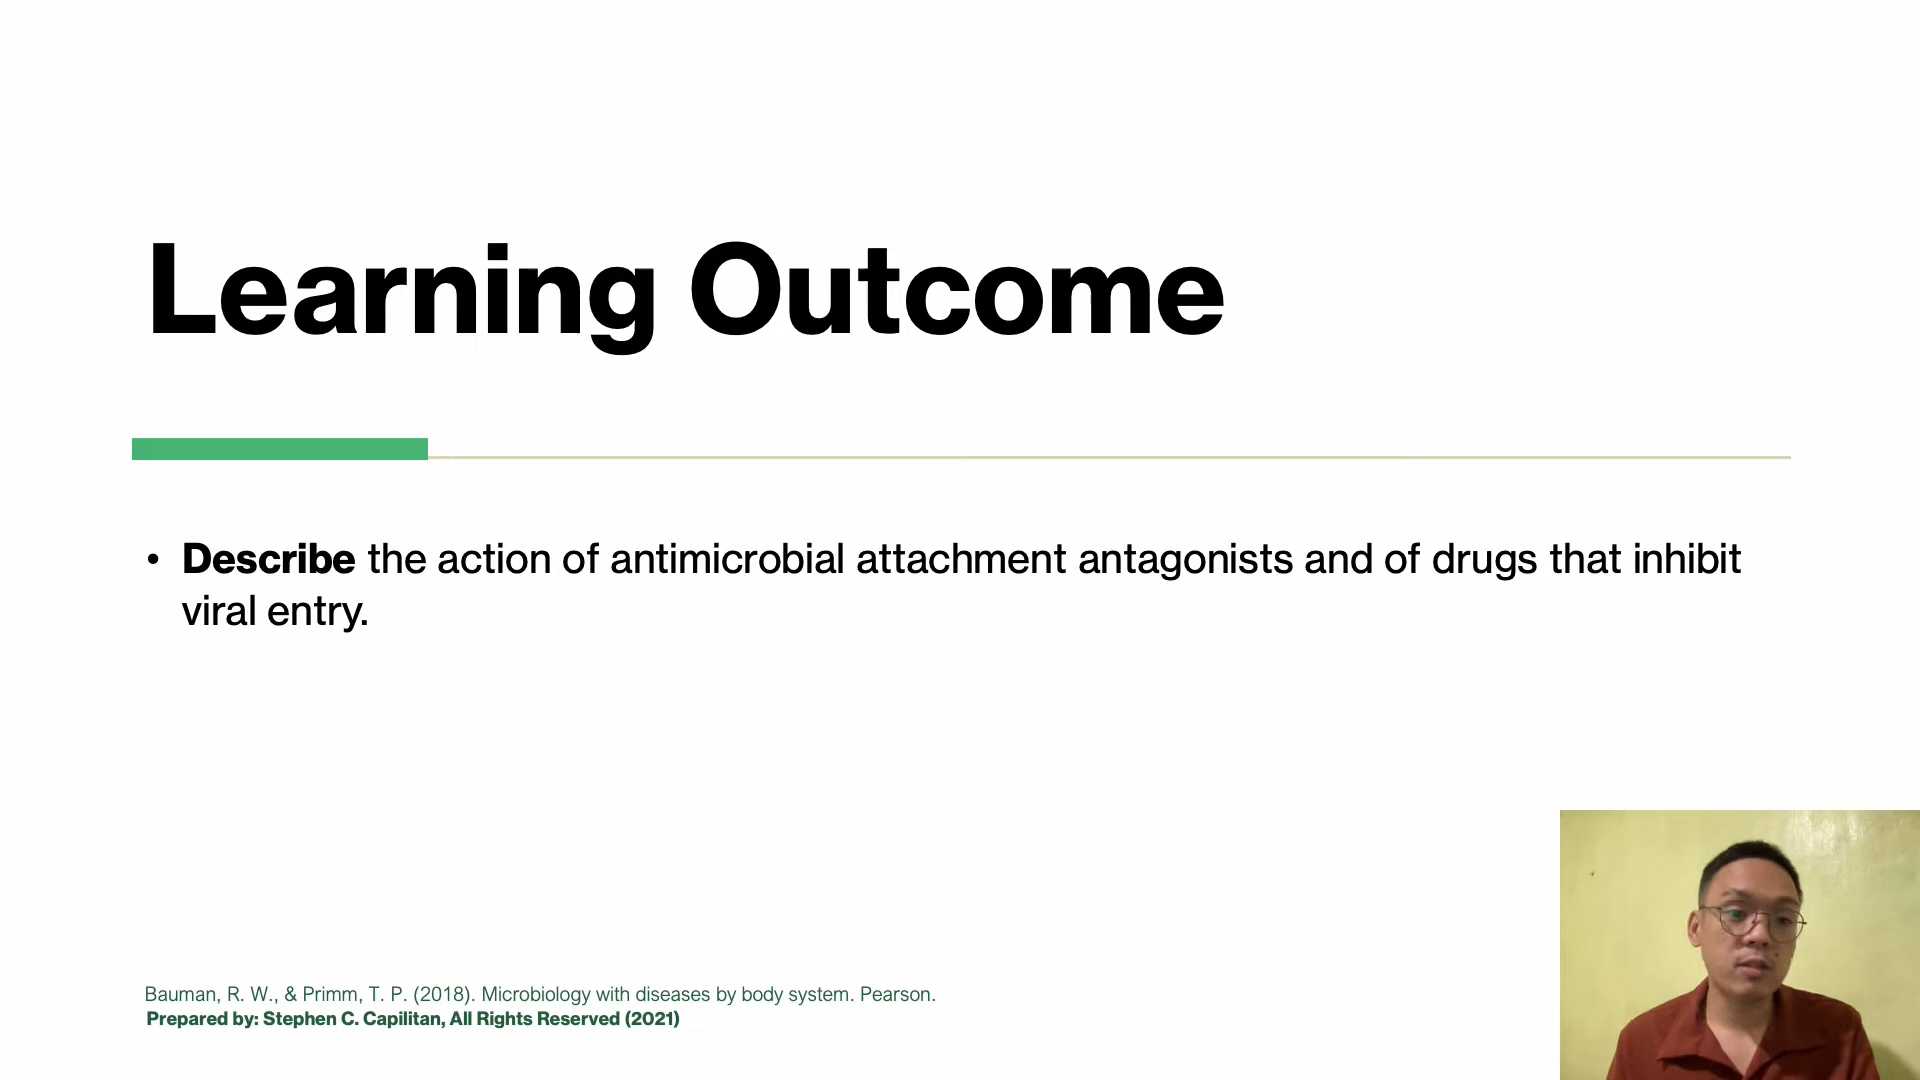 Learning Outcome
• Describe the action of antimicrobial attachment antagonists and of drugs that inhibit
viral entry.
Bauman, R. W., & Primm, T. P. (2018). Microbiology with diseases by body system. Pearson.
Prepared by: Stephen C. Capilitan, All Rights Reserved (2021)